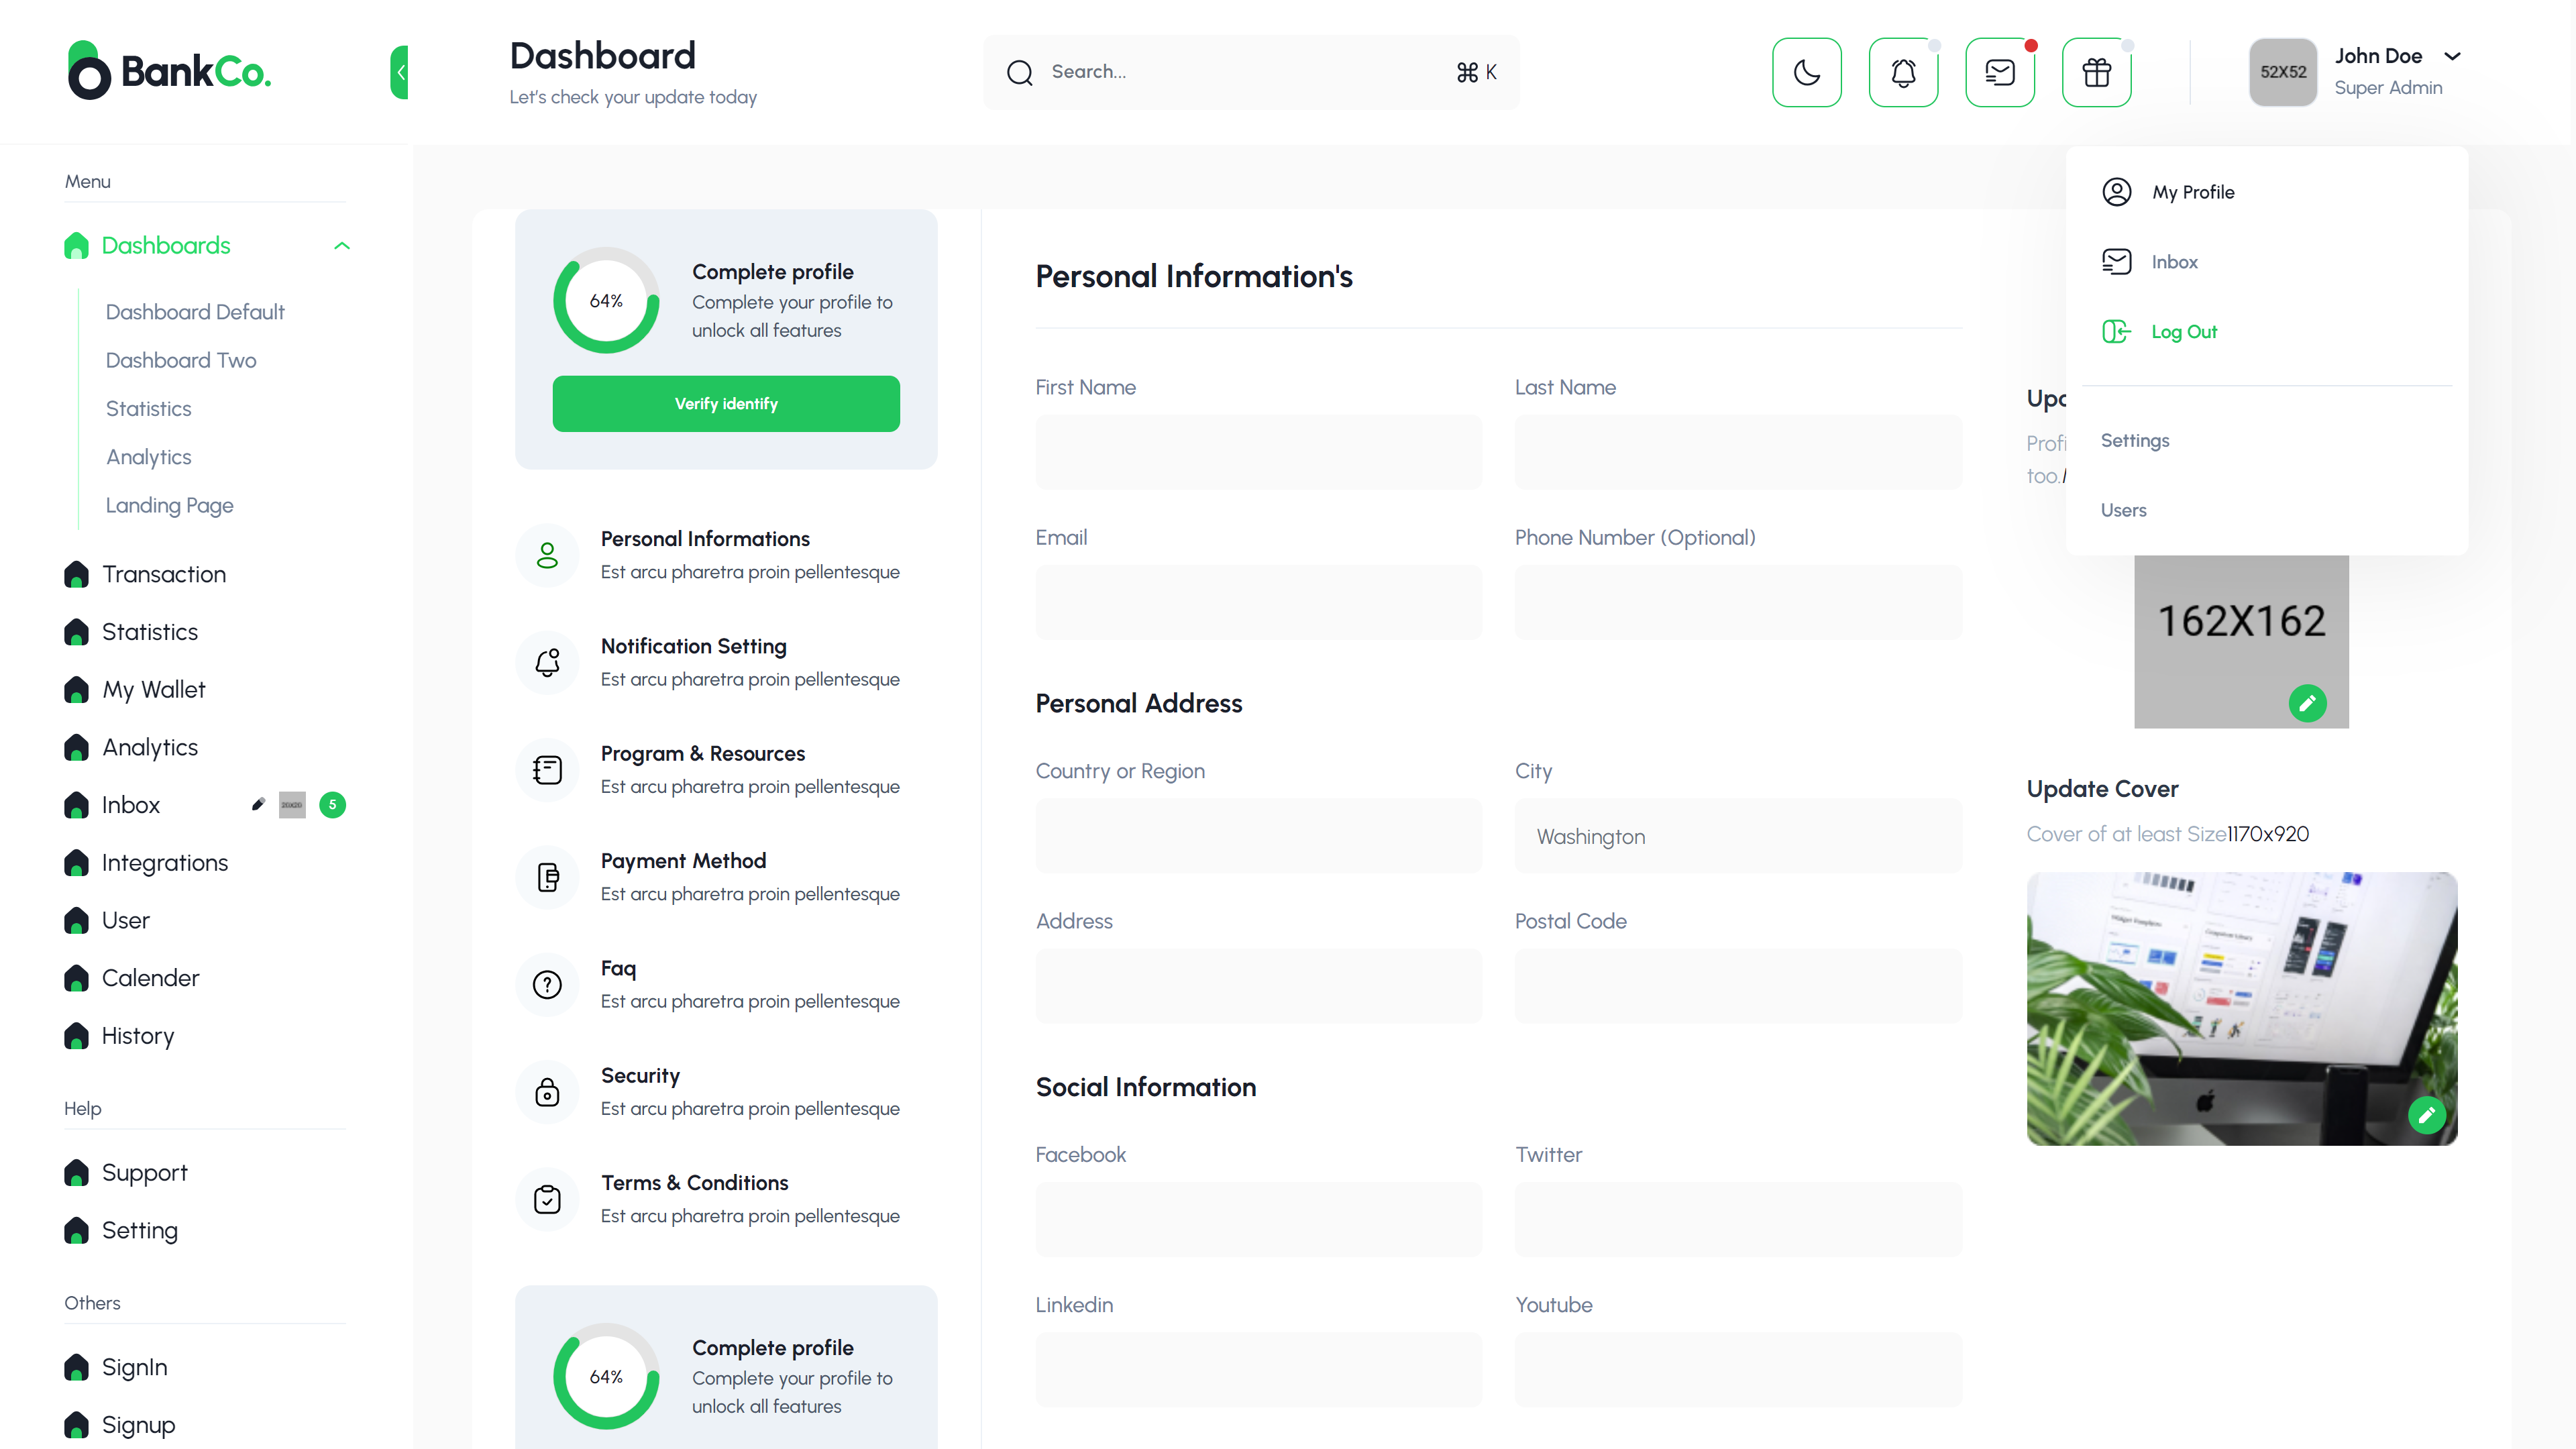 BankCo.
Dashboard
Let's check your update today
Search...
⌘ K
52X52
John Doe
Super Admin
Menu
Dashboards
Dashboard Default
Dashboard Two
Statistics
Analytics
Landing Page
Transaction
Statistics
My Wallet
Analytics
Inbox
5
Integrations
User
Calender
History
Help
Support
Setting
Others
SignIn
Signup
64%
Complete profile
Complete your profile to
unlock all features
Verify identify
Personal Informations
Est arcu pharetra proin pellentesque
Notification Setting
Est arcu pharetra proin pellentesque
Program & Resources
Est arcu pharetra proin pellentesque
Payment Method
Est arcu pharetra proin pellentesque
Faq
Est arcu pharetra proin pellentesque
Security
Est arcu pharetra proin pellentesque
Terms & Conditions
Est arcu pharetra proin pellentesque
64%
Complete profile
Complete your profile to
unlock all features
Personal Information's
First Name
Last Name
Email
Phone Number (Optional)
Personal Address
Country or Region
City
Washington
Address
Postal Code
Social Information
Facebook
Twitter
Linkedin
Youtube
My Profile
Inbox
Log Out
Settings
Users
too.
162X162
Update Cover
Cover of at least Size1170x920